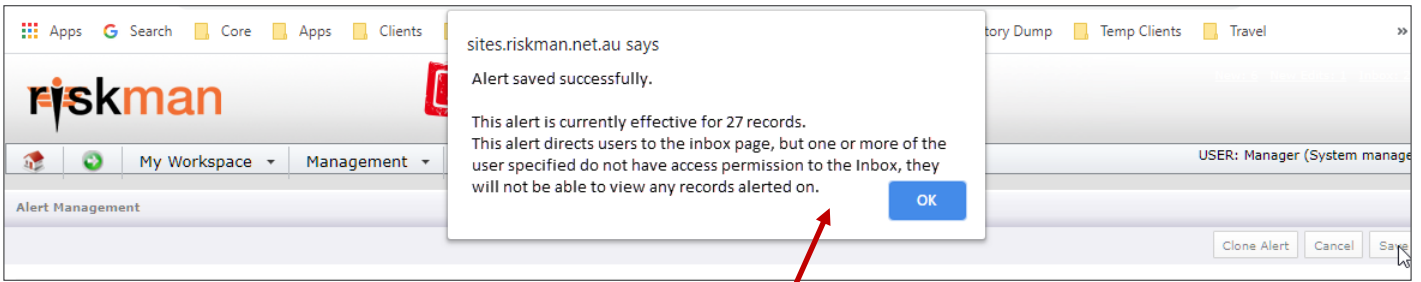 Apps Search Core Apps Clients tory Dump Temp Clients Travel »
sites.riskman.net.au says
Alert saved successfully.
This alert is currently effective for 27 records.
This alert directs users to the inbox page, but one or more of the
user specified do not have access permission to the Inbox, they
will not be able to view any records alerted on.
OK
riskman
My Workspace Management
USER: Manager (System manage
Alert Management
Clone Alert Cancel Save